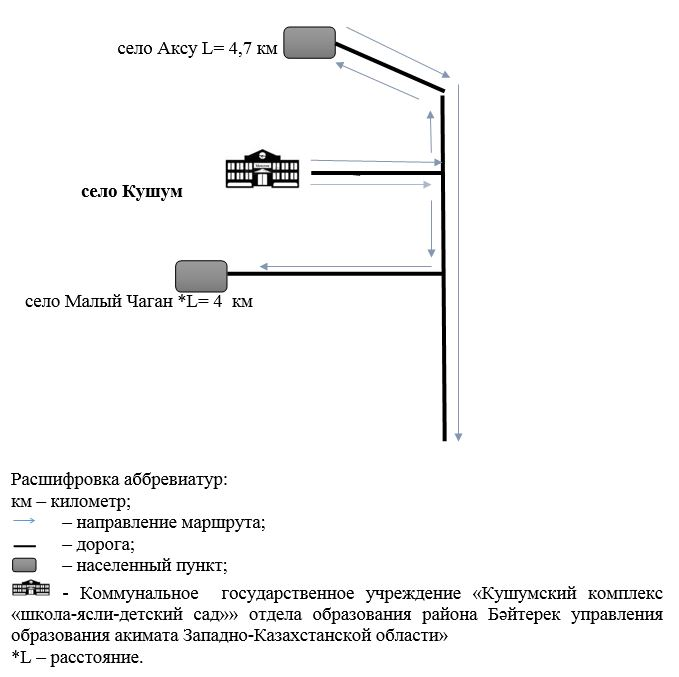 село Аксу L= 4,7 км
село Кушум
село Малый Чаган *L= 4 км
Расшифровка аббревиатур:
км – километр;
– направление маршрута;
– дорога;
– населенный пункт;
- Коммунальное государственное учреждение «Кушумский комплекс
«школа-ясли-детский сад»» отдела образования района Бәйтерек управления
образования акимата Западно-Казахстанской области»
*L – расстояние.